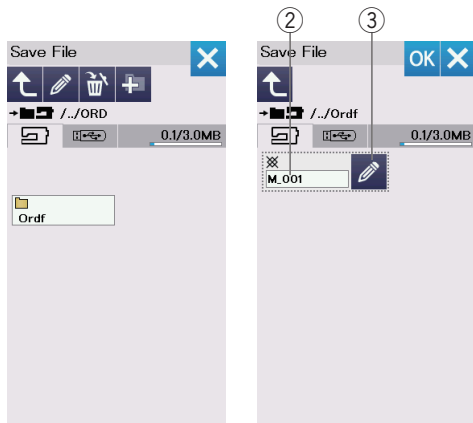 ② ③
Save File
/../ORD
0.1/3.0MB
Ordf
Save File
OK
/../Ordf
0.1/3.0MB
M_001